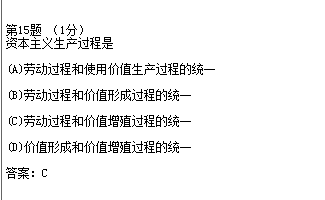 第15题 (1分)
资本主义生产过程是
(A)劳动过程和使用价值生产过程的统一
(B)劳动过程和价值形成过程的统一
(C)劳动过程和价值增殖过程的统一
(D)价值形成和价值增殖过程的统一
答案：C